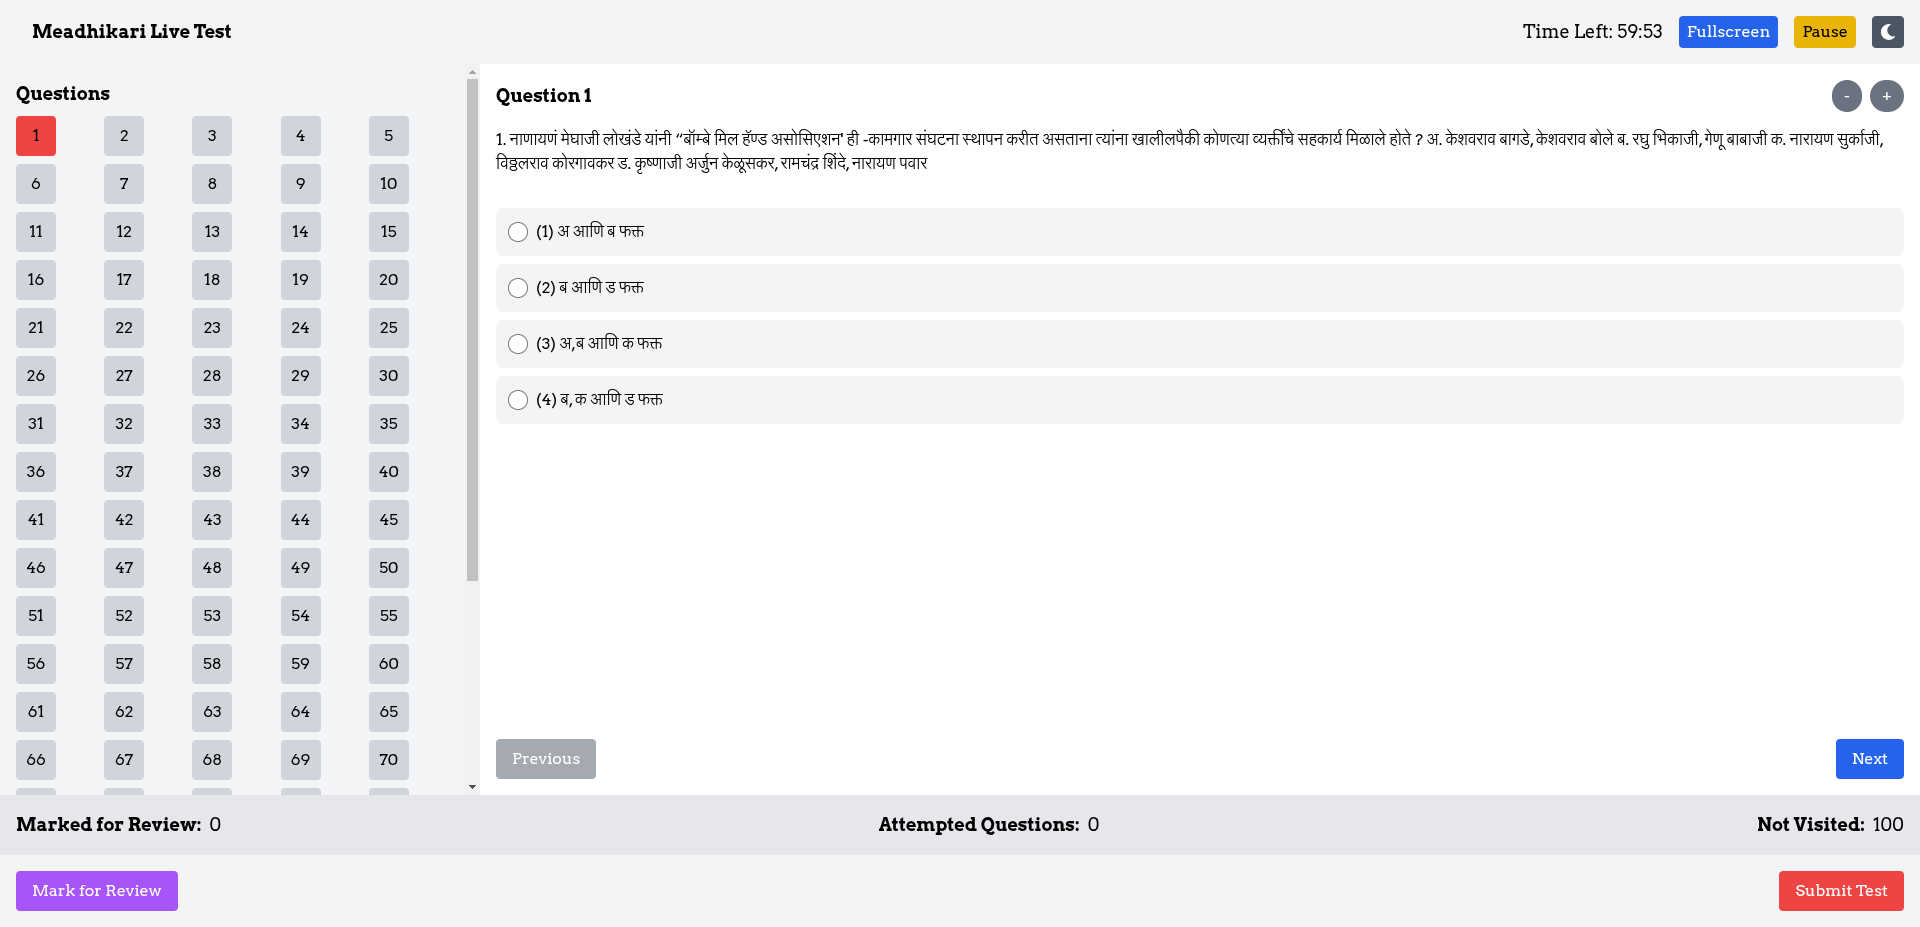 Meadhikari Live Test
Time Left: 59:53
Fullscreen
Pause
Questions
1 2 3 4 5
6 7 8 9 10
11 12 13 14 15
16 17 18 19 20
21 22 23 24 25
26 27 28 29 30
31 32 33 34 35
36 37 38 39 40
41 42 43 44 45
46 47 48 49 50
51 52 53 54 55
56 57 58 59 60
61 62 63 64 65
66 67 68 69 70
Question 1
- +
1. नाणायणं मेघाजी लोखंडे यांनी “बॉम्बे मिल हॅण्ड असोसिएशन' ही -कामगार संघटना स्थापन करीत असताना त्यांना खालीलपैकी कोणत्या व्यक्तींचे सहकार्य मिळाले होते ? अ. केशवराव बागडे, केशवराव बोले ब. रघु भिकाजी, गेणू बाबाजी क. नारायण सुर्काजी,
विठ्ठलराव कोरगावकर ड. कृष्णाजी अर्जुन केळूसकर, रामचंद्र शिंदे, नारायण पवार
(1) अ आणि ब फक्त
(2) ब आणि ड फक्त
(3) अ,ब आणि क फक्त
(4) ब, क आणि ड फक्त
Previous
Next
Marked for Review: 0
Attempted Questions: 0
Not Visited: 100
Mark for Review
Submit Test